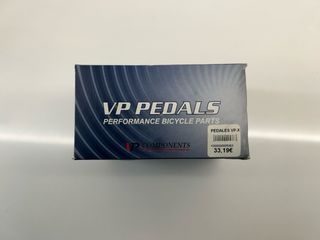 VP PEDALS
PERFORMANCE BICYCLE PARTS
PEDALES VP-
33,19€
VP COMPONENTS